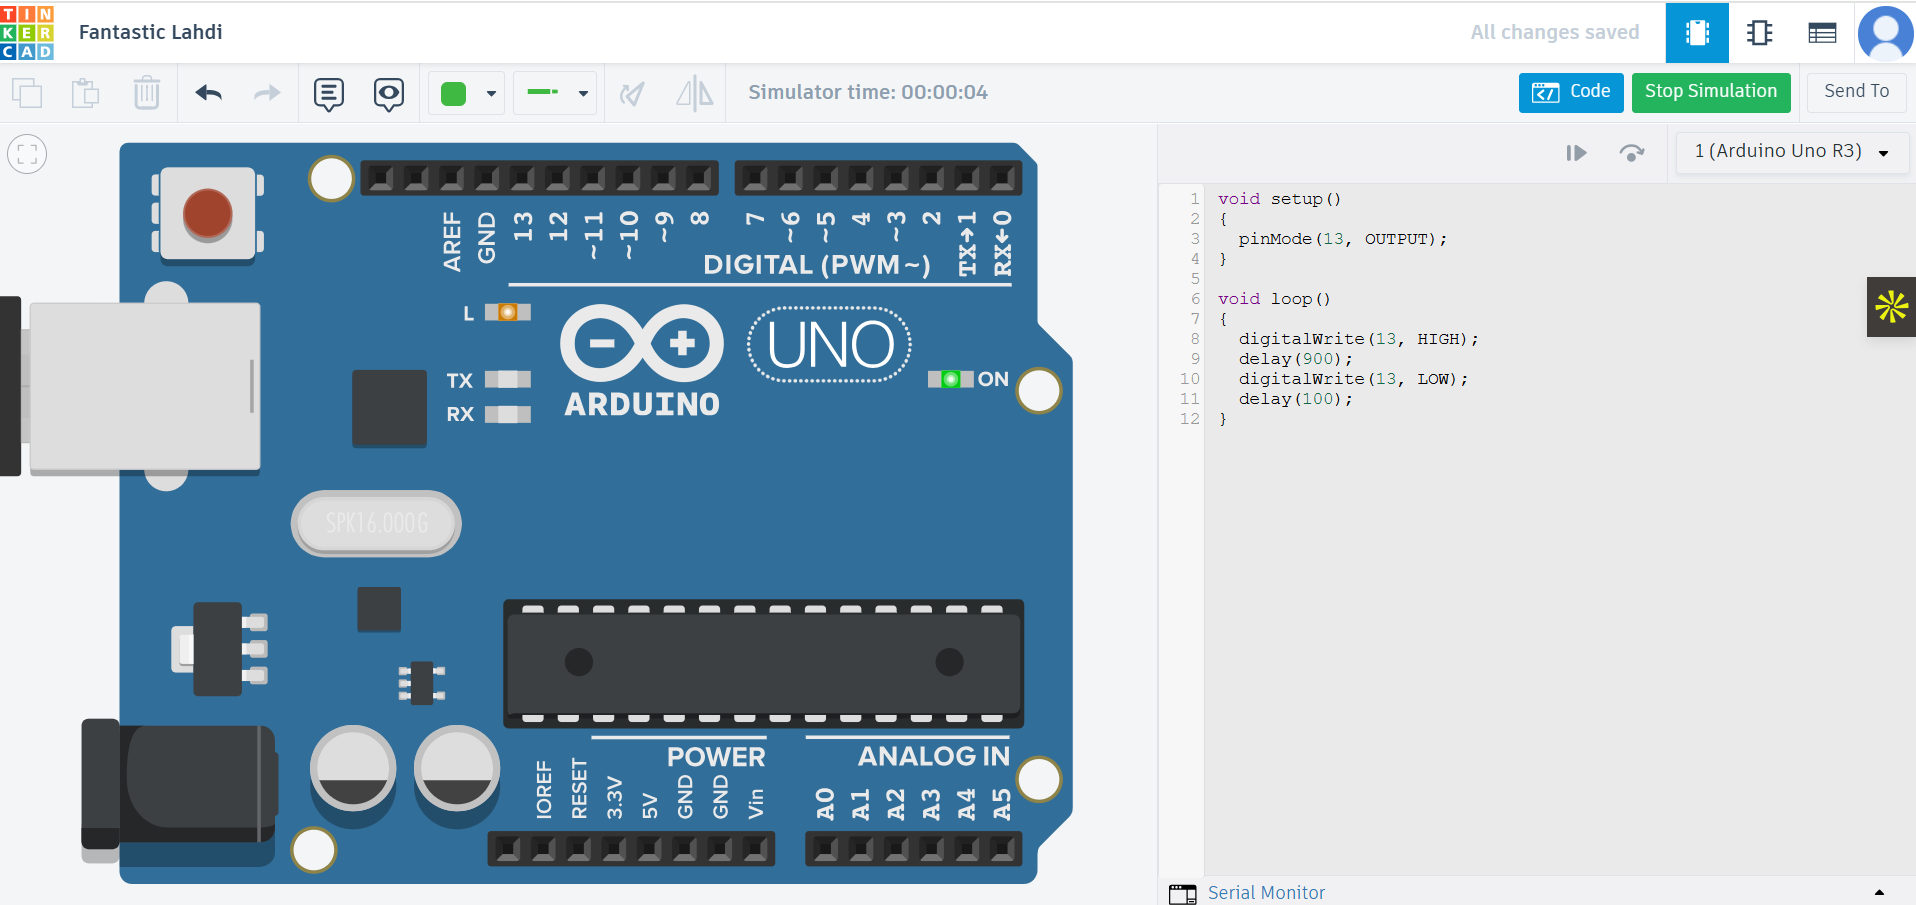 TIN
KER
CAD
Fantastic Lahdi
All changes saved
Simulator time: 00:00:04
Code
Stop Simulation
Send To
1 (Arduino Uno R3)
AREF
GND
13
12
~11
~10
~9
8
7
~6
~5
4
~3
2
TX→1
RX←0
DIGITAL (PWM~)
L
TX
RX
ARDUINO
UNO
ON
SPK16.000G
POWER
ANALOG IN
IOREF
RESET
3.3V
5V
GND
GND
Vin
A0
A1
A2
A3
A4
A5
1 void setup()
2 {
3   pinMode(13, OUTPUT);
4 }
5
6 void loop()
7 {
8   digitalWrite(13, HIGH);
9   delay(900);
10   digitalWrite(13, LOW);
11   delay(100);
12 }
Serial Monitor